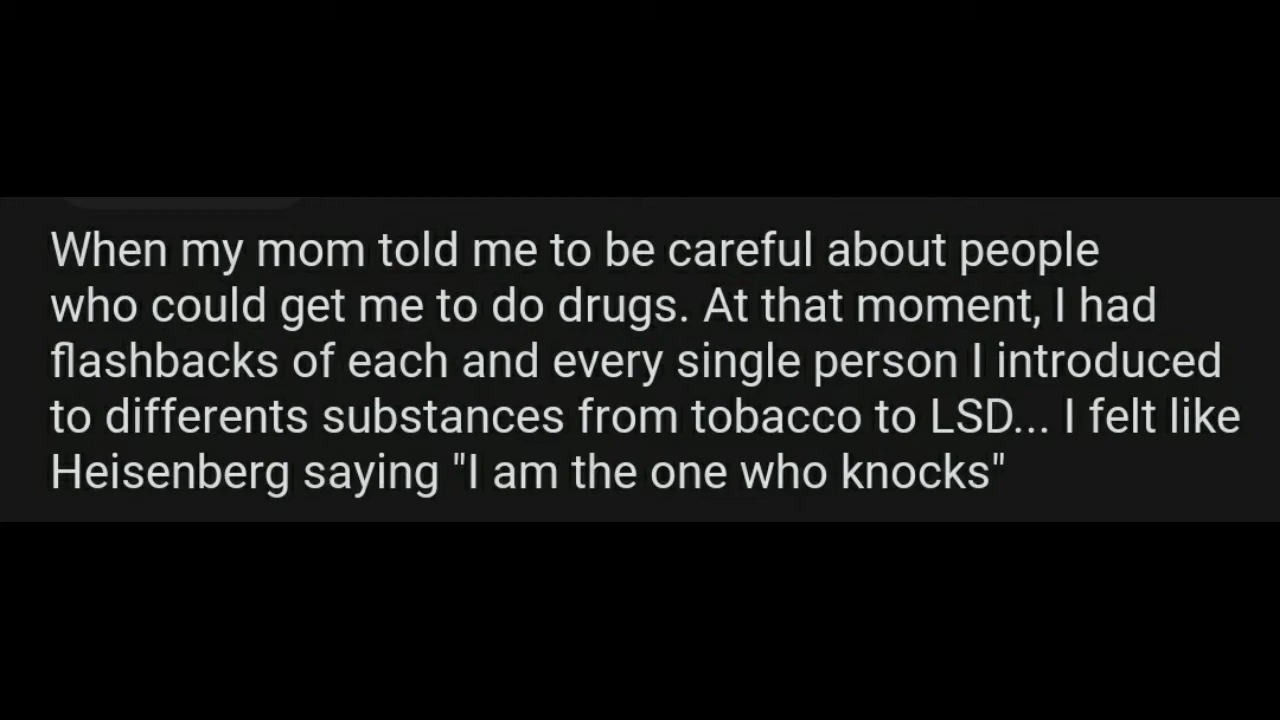 When my mom told me to be careful about people
who could get me to do drugs. At that moment, I had
flashbacks of each and every single person I introduced
to differents substances from tobacco to LSD... I felt like
Heisenberg saying "I am the one who knocks"